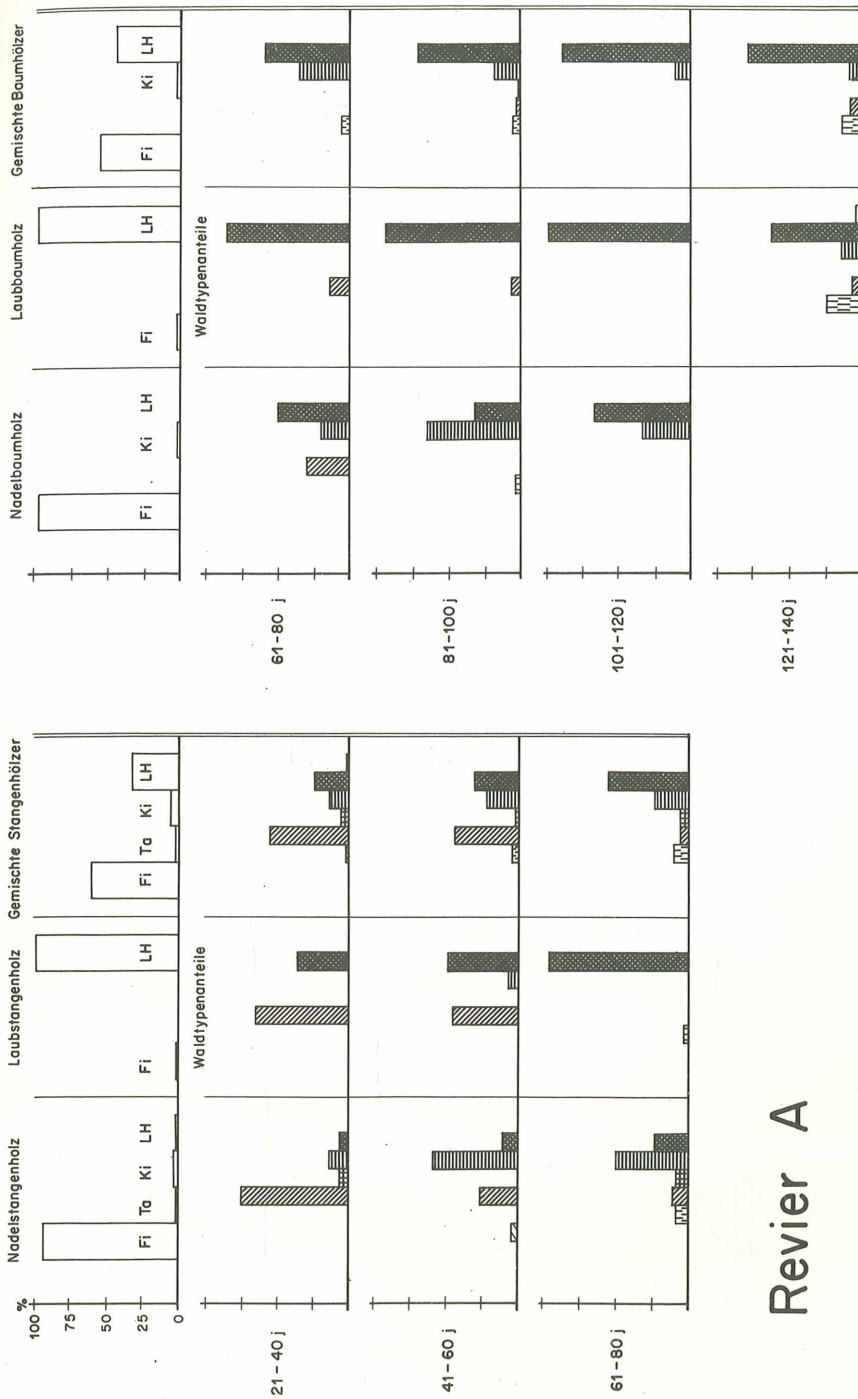 Nadelstangenholz Laubstangenholz Gemischte Stangenhölzer
%
100
75
50
25
0
Fi Ta Ki LH Fi LH Fi Ta Ki LH
Waldtypenanteile
21-40 j
41-60 j
61-80 j
Nadelbaumholz Laubbaumholz Gemischte Baumhölzer
Fi Ki LH Fi LH Fi Ki LH
Waldtypenanteile
61-80 j
81-100 j
101-120 j
121-140 j
Revier A